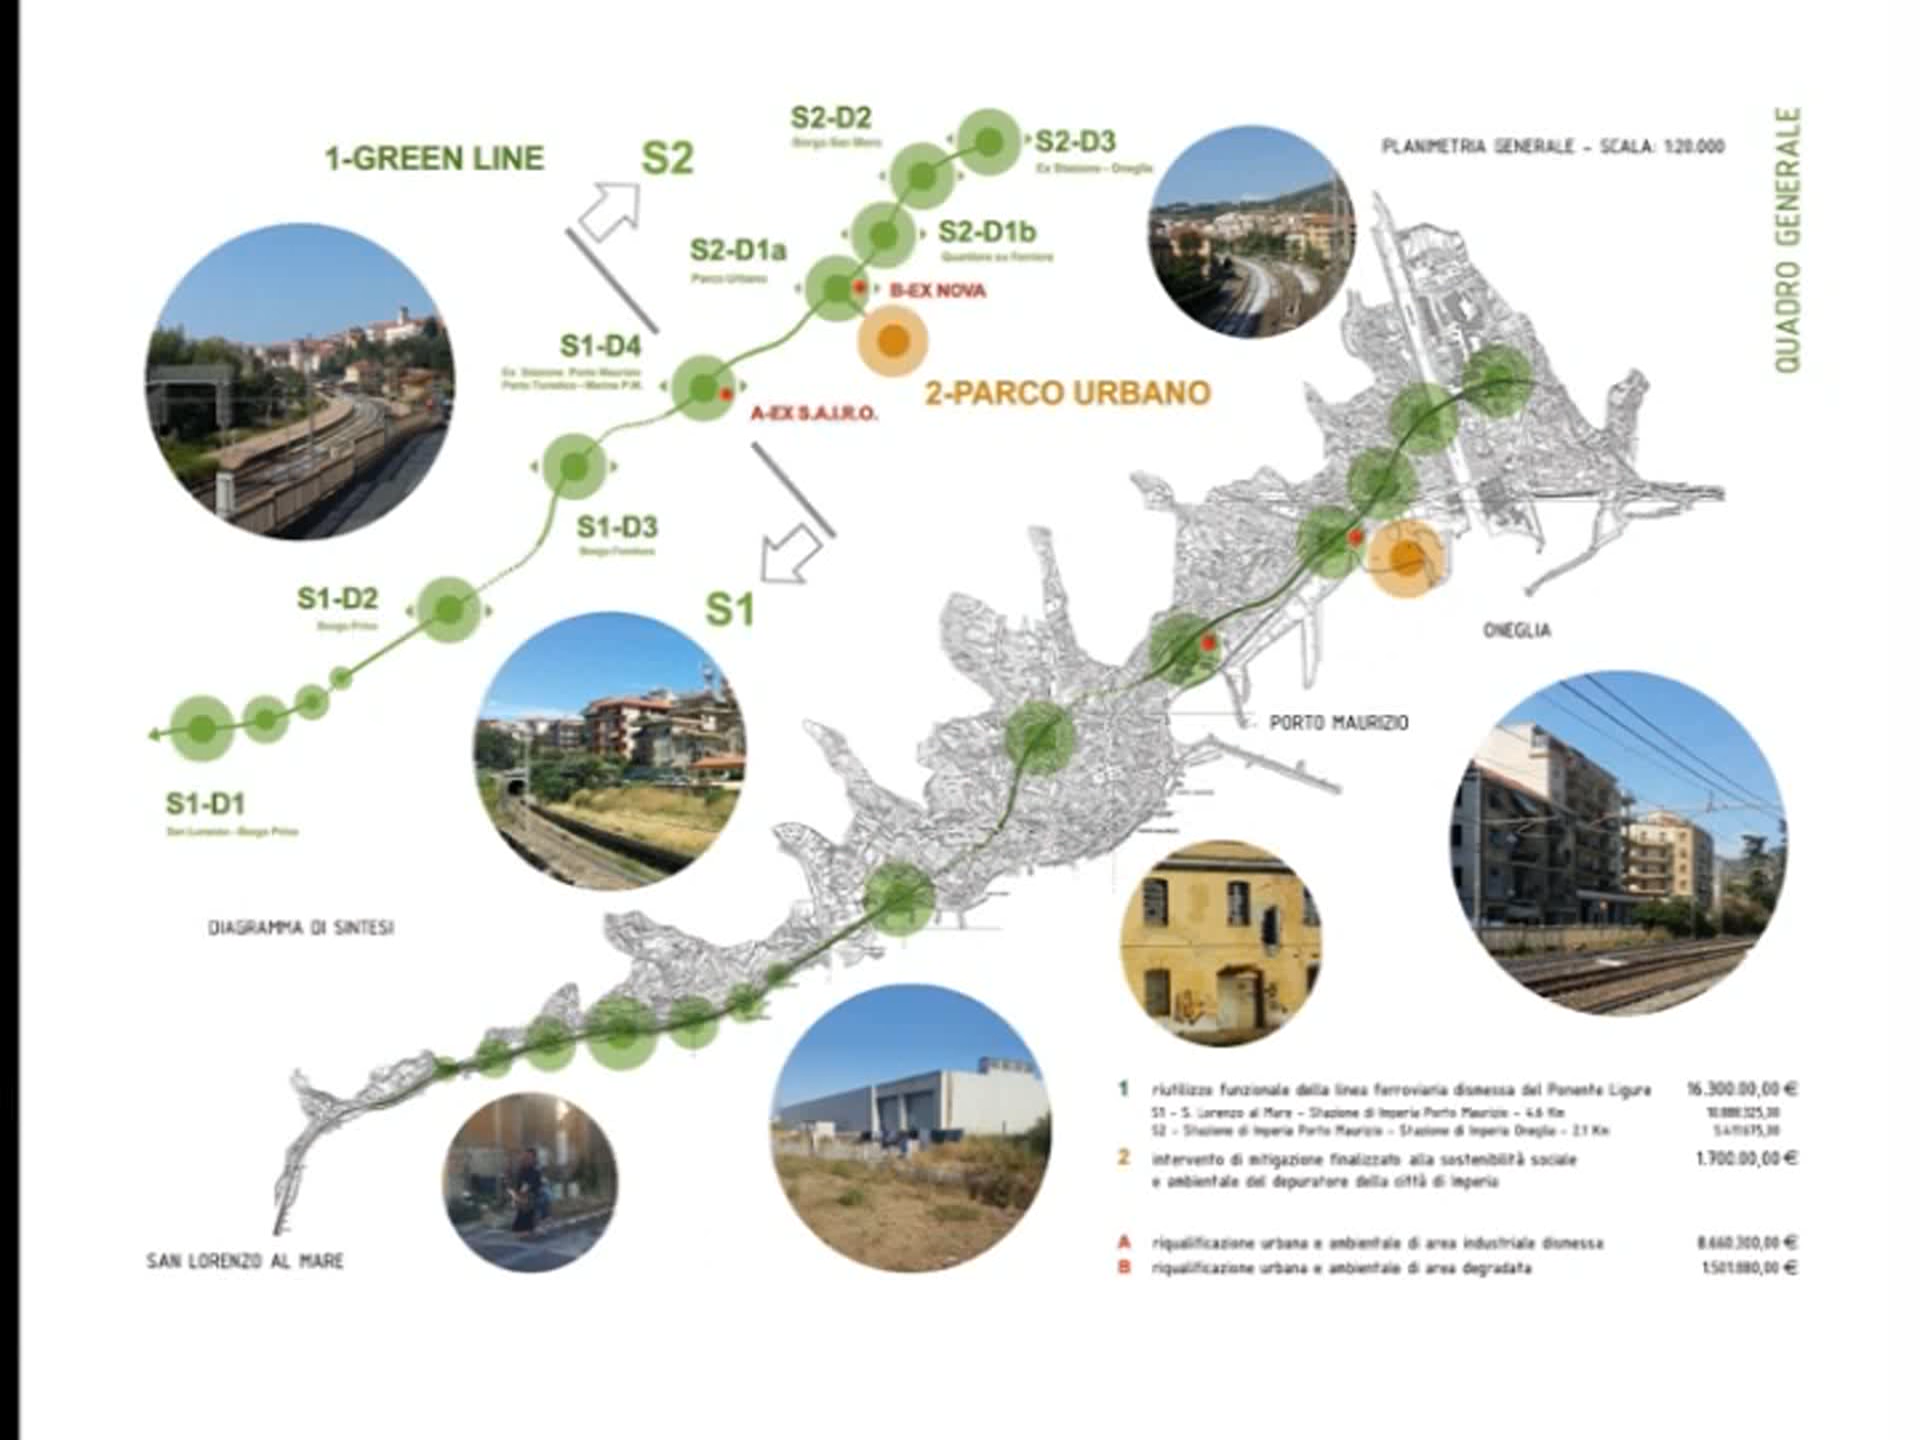 1-GREEN LINE
S2
S2-D2
Borgo San Moro
S2-D3
Ex Stazione - Oneglia
PLANIMETRIA GENERALE - SCALA: 1:20.000
QUADRO GENERALE
S2-D1a
Parco Urbano
S2-D1b
Quartiere ex Ferriere
B-EX NOVA
S1-D4
Ex Stazione Porto Maurizio
Porto Turistico - Marina P.M.
A-EX S.A.I.R.O.
2-PARCO URBANO
S1-D3
Borgo Fondura
S1-D2
Borgo Prino
S1
S1-D1
San Lorenzo - Borgo Prino
ONEGLIA
PORTO MAURIZIO
DIAGRAMMA DI SINTESI
SAN LORENZO AL MARE
1 riutilizzo funzionale della linea ferroviaria dismessa del Ponente Ligure 16.300.00,00 €
S1 - S. Lorenzo al Mare - Stazione di Imperia Porto Maurizio - 4.6 Km
S2 - Stazione di Imperia Porto Maurizio - Stazione di Imperia Oneglia - 2.1 Km
2 intervento di mitigazione finalizzato alla sostenibilità sociale 1.700.00,00 €
e ambientale del depuratore della città di Imperia
A riqualificazione urbana e ambientale di area industriale dismessa 8.660.300,00 €
B riqualificazione urbana e ambientale di area degradata 1.501.880,00 €